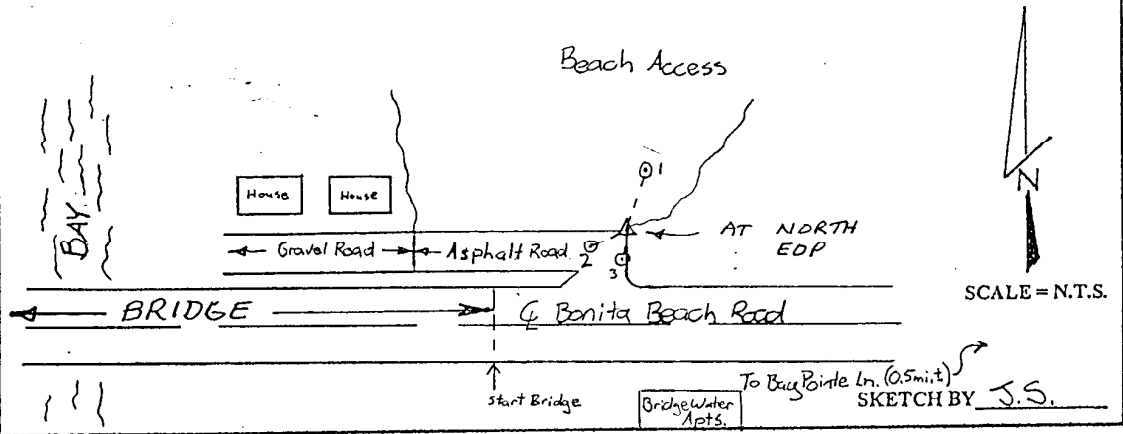 Beach Access
1
House
House
BAY
N
AT NORTH
EOP
Gravel Road
Asphalt Road
2
3
SCALE = N.T.S.
BRIDGE
℄ Bonita Beach Road
To Bay Pointe Ln. (0.5mi.±)
start Bridge
BridgeWater
Apts.
SKETCH BY J.S.